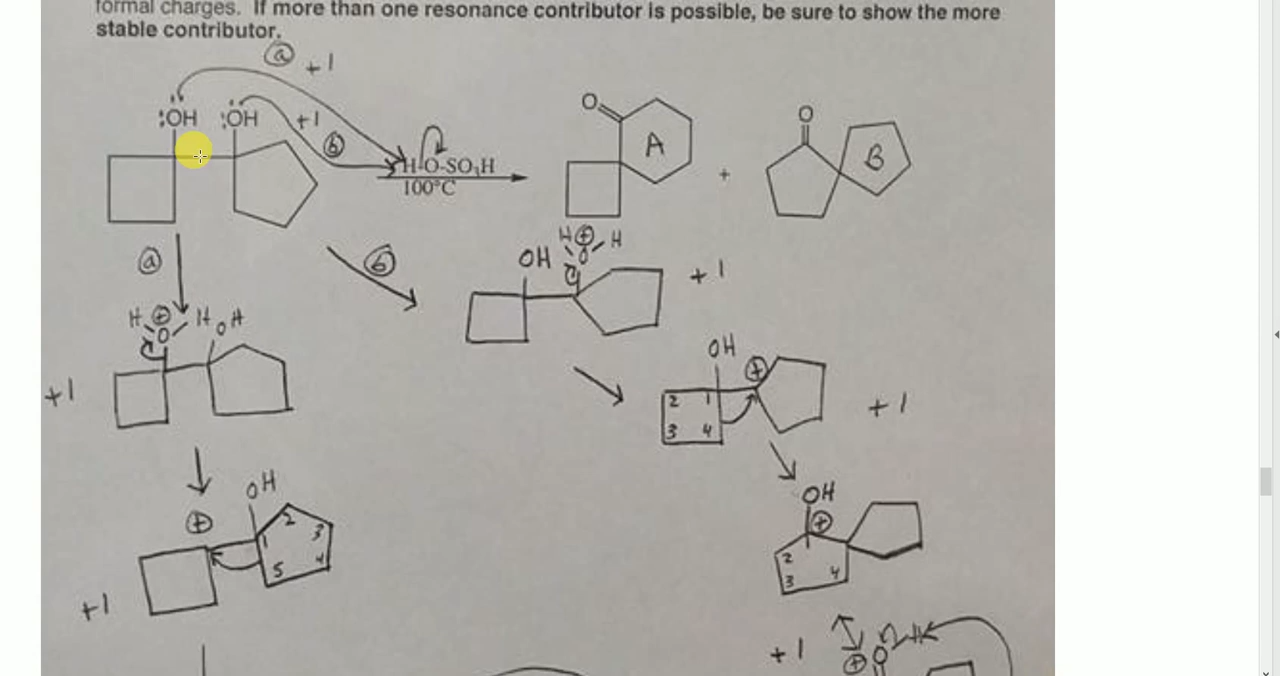 formal charges. If more than one resonance contributor is possible, be sure to show the more
stable contributor.
ⓐ +1
:ÖH :ÖH +1
ⓑ
H-O-SO₃H
100°C
O
A
+
O
B
ⓐ
ⓑ
H ⊕ H
O
OH
+1
H ⊕ H
O
OH
+1
OH
⊕
2 1
3 4
+1
OH
⊕
1
2
3
4
5
+1
OH
⊕
2
3
4
+1
⊕ O H